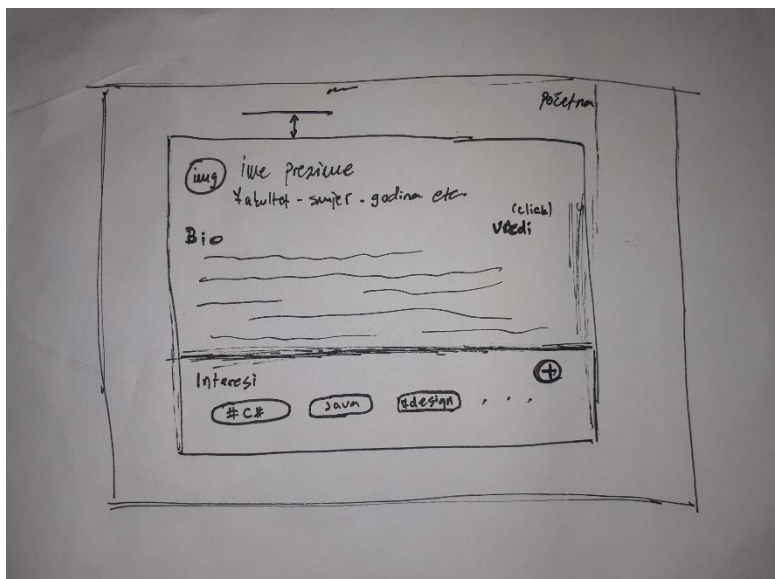 Početna
img
ime prezime
Fakultet - smjer - godina etc.
(click)
Bio
Uredi
Interesi
+
#C#
java
#design
. . .